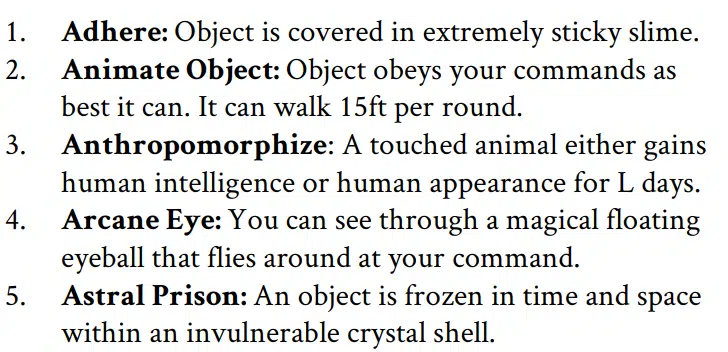 1. Adhere: Object is covered in extremely sticky slime.
2. Animate Object: Object obeys your commands as
best it can. It can walk 15ft per round.
3. Anthropomorphize: A touched animal either gains
human intelligence or human appearance for L days.
4. Arcane Eye: You can see through a magical floating
eyeball that flies around at your command.
5. Astral Prison: An object is frozen in time and space
within an invulnerable crystal shell.